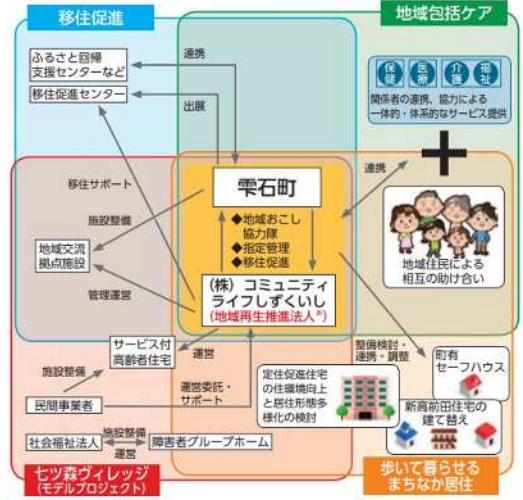 移住促進
地域包括ケア
ふるさと回帰
支援センターなど
移住促進センター
連携
出展
保健
医療
介護
福祉
関係者の連携、協力による
一体的・体系的なサービス提供
+
連携
地域住民による
相互の助け合い
移住サポート
施設整備
地域交流
拠点施設
管理運営
雫石町
◆地域おこし
協力隊
◆指定管理
◆移住促進
(株)コミュニティ
ライフしずくいし
(地域再生推進法人※)
サービス付
高齢者住宅
運営
施設整備
民間事業者
運営委託・
サポート
社会福祉法人
施設整備
運営
障害者グループホーム
定住促進住宅
の住環境向上
と居住形態多
様化の検討
整備検討・
連携・調整
町有
セーフハウス
新高前田住宅の
建て替え
七ツ森ヴィレッジ
(モデルプロジェクト)
歩いて暮らせる
まちなか居住